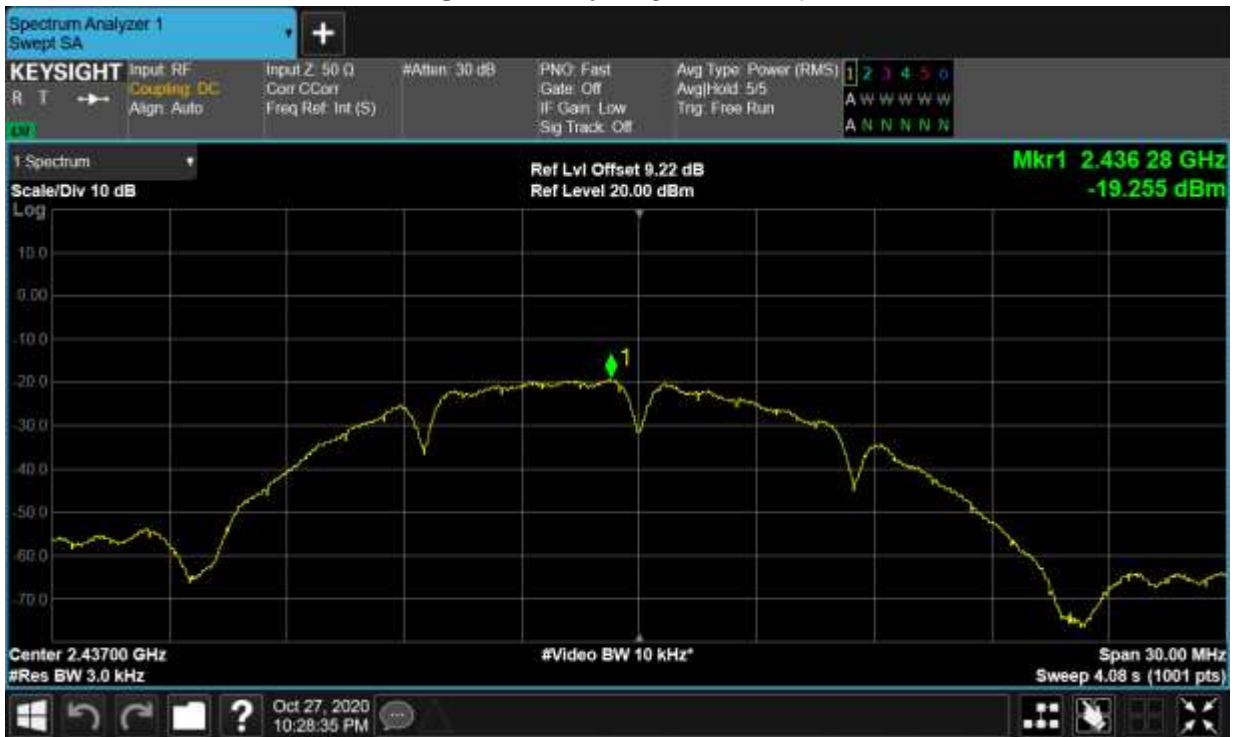 Spectrum Analyzer 1
Swept SA
+
KEYSIGHT
R T
Input: RF
Coupling: DC
Align: Auto
Input Z: 50 Ω
Corr CCorr
Freq Ref: Int (S)
#Atten: 30 dB
PNO: Fast
Gate: Off
IF Gain: Low
Sig Track: Off
Avg Type: Power (RMS)
Avg|Hold: 5/5
Trig: Free Run
1 2 3 4 5 6
A W W W W W
A N N N N N
1 Spectrum
Scale/Div 10 dB
Log
Ref Lvl Offset 9.22 dB
Ref Level 20.00 dBm
Mkr1 2.436 28 GHz
-19.255 dBm
10.0
0.00
-10.0
-20.0
-30.0
-40.0
-50.0
-60.0
-70.0
1
Center 2.43700 GHz
#Res BW 3.0 kHz
#Video BW 10 kHz*
Span 30.00 MHz
Sweep 4.08 s (1001 pts)
?
Oct 27, 2020
10:28:35 PM